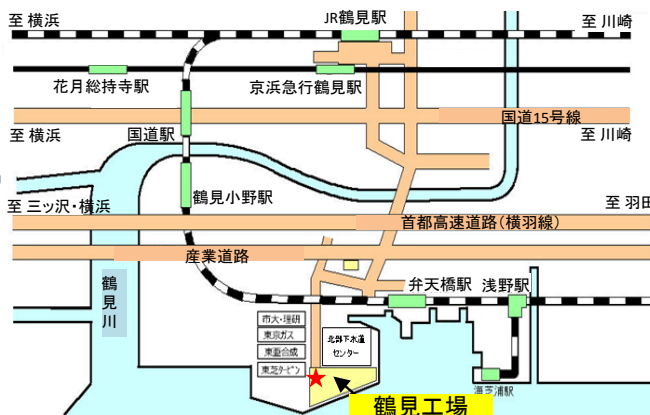 至 横浜
JR鶴見駅
至 川崎
花月総持寺駅
京浜急行鶴見駅
国道15号線
至 横浜
国道駅
至 川崎
鶴見小野駅
至 三ッ沢・横浜
至 羽田
首都高速道路(横羽線)
産業道路
鶴見川
弁天橋駅
浅野駅
市大・理研
東京ガス
東亜合成
東芝タービン
北部下水道
センター
海芝浦駅
鶴見工場